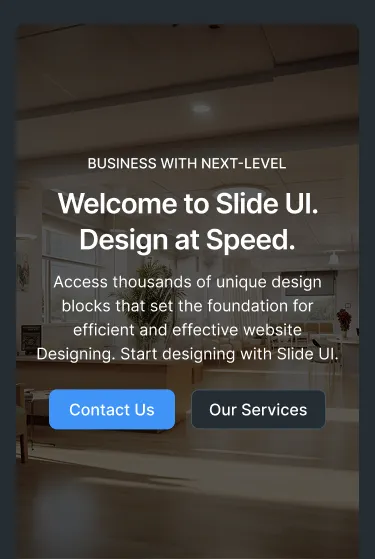 BUSINESS WITH NEXT-LEVEL
Welcome to Slide UI.
Design at Speed.
Access thousands of unique design
blocks that set the foundation for
efficient and effective website
Designing. Start designing with Slide UI.
Contact Us
Our Services